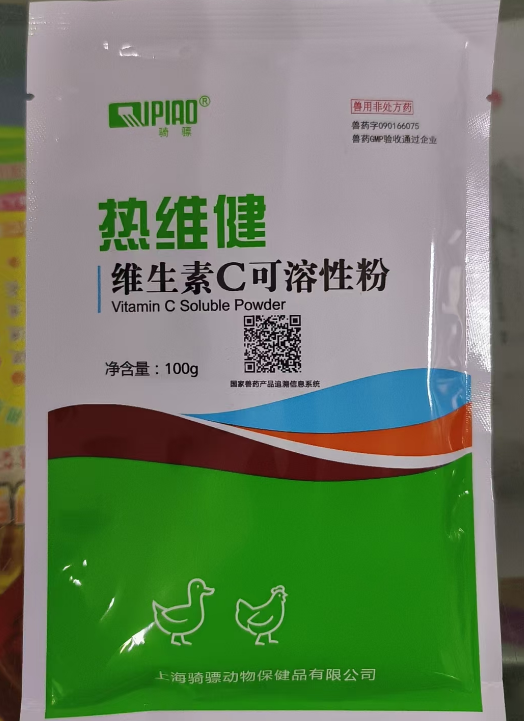 QIPIAO®
骑骠
兽用非处方药
兽药字090166075
兽药GMP验收通过企业
热维健
维生素C可溶性粉
Vitamin C Soluble Powder
净含量：100g
国家兽药产品追溯信息系统
上海骑骠动物保健品有限公司